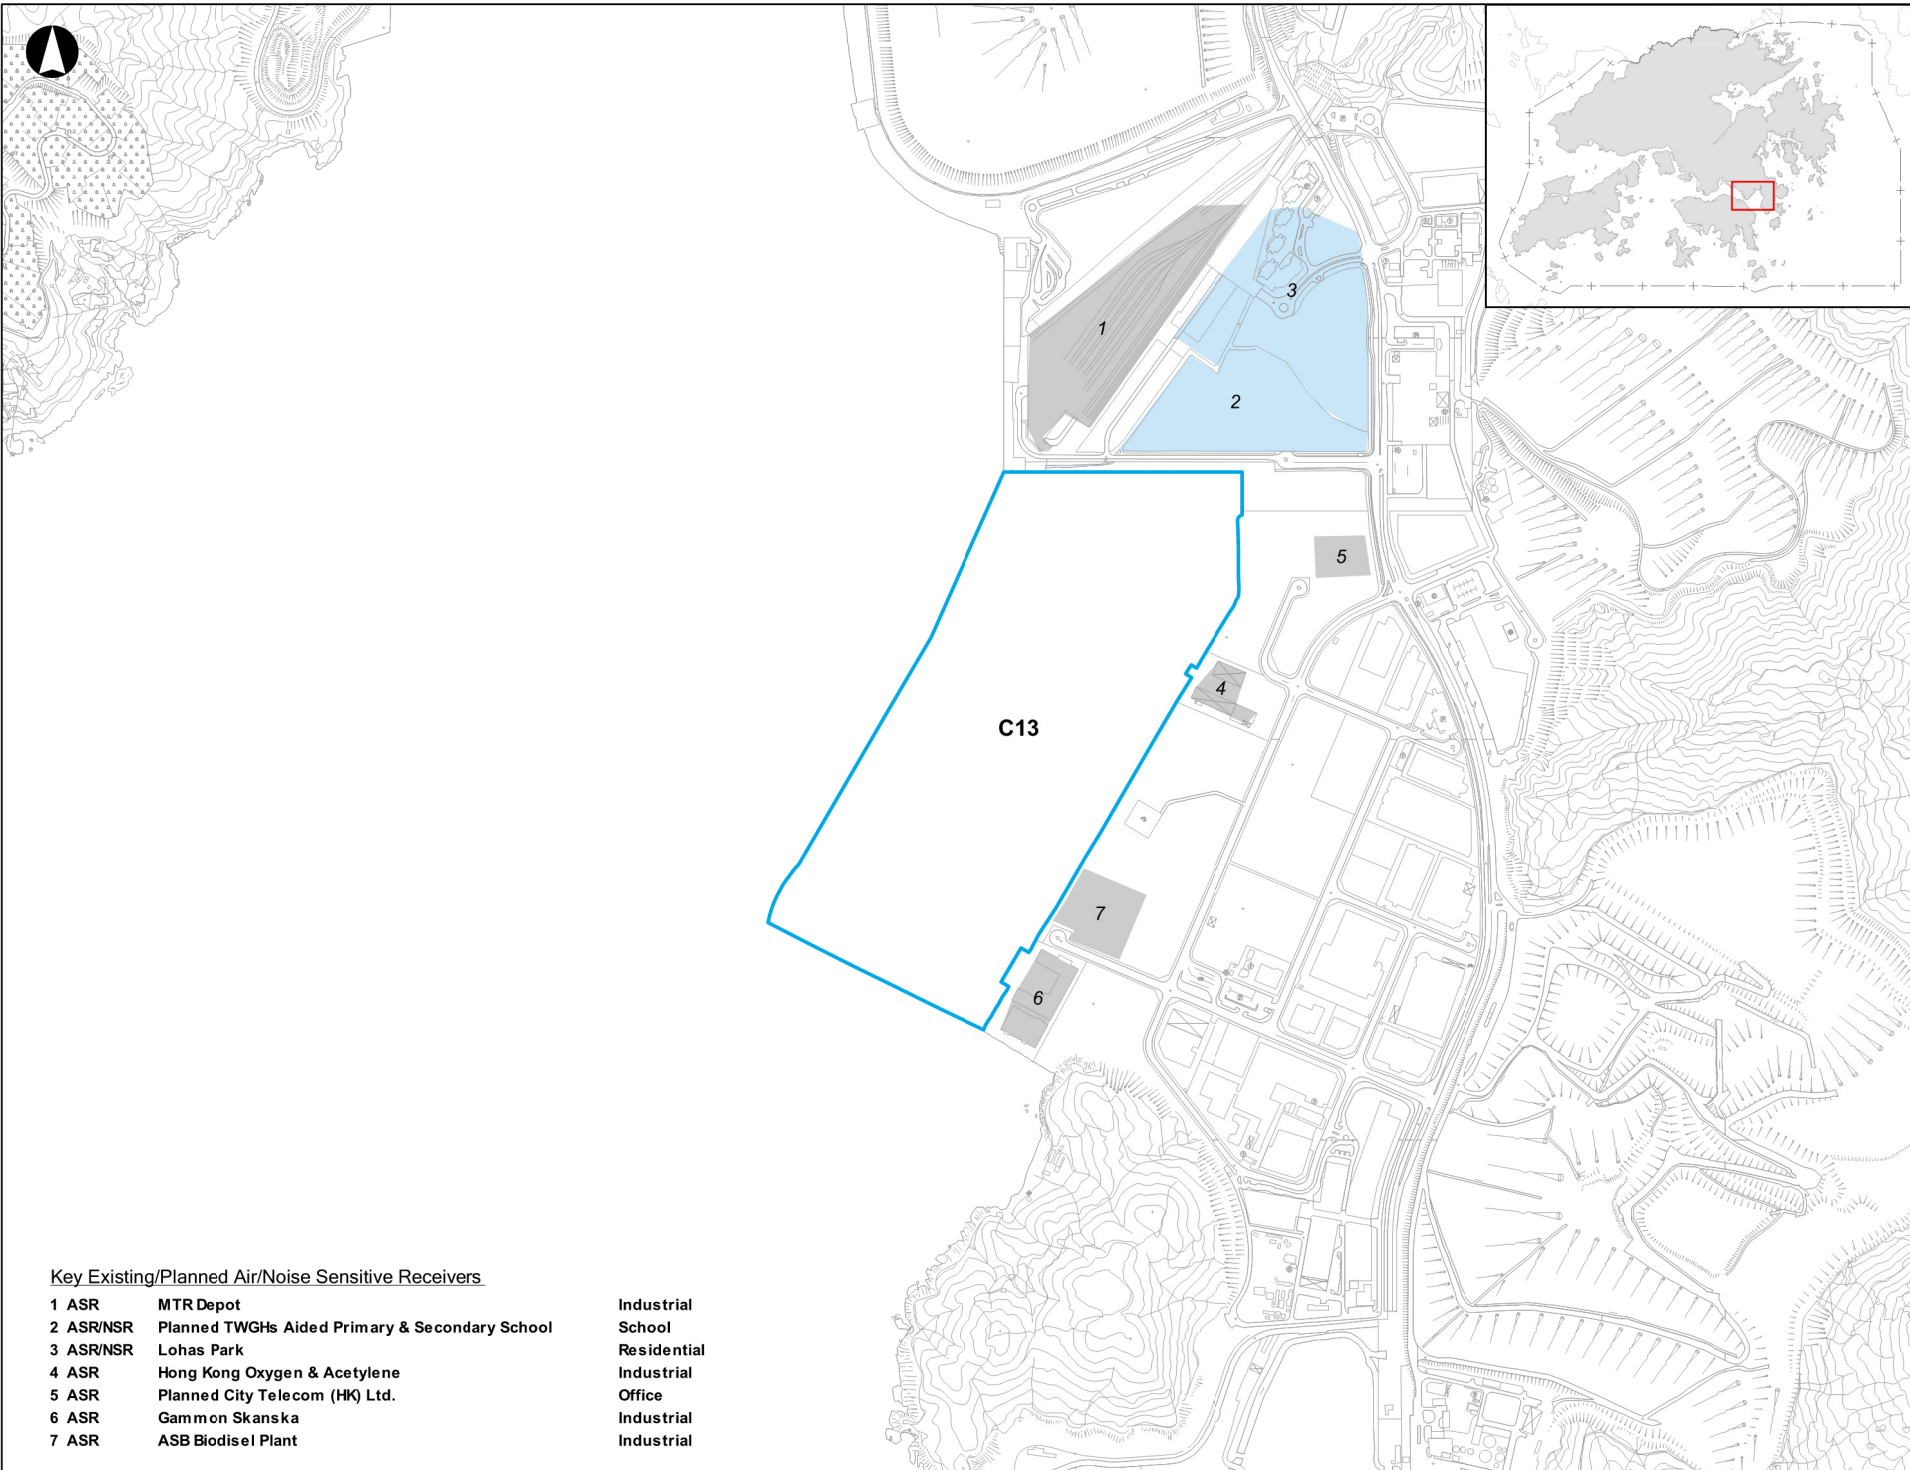 1
3
2
5
4
C13
7
6
Key Existing/Planned Air/Noise Sensitive Receivers
1 ASR MTR Depot Industrial
2 ASR/NSR Planned TWGHs Aided Primary & Secondary School School
3 ASR/NSR Lohas Park Residential
4 ASR Hong Kong Oxygen & Acetylene Industrial
5 ASR Planned City Telecom (HK) Ltd. Office
6 ASR Gammon Skanska Industrial
7 ASR ASB Biodisel Plant Industrial